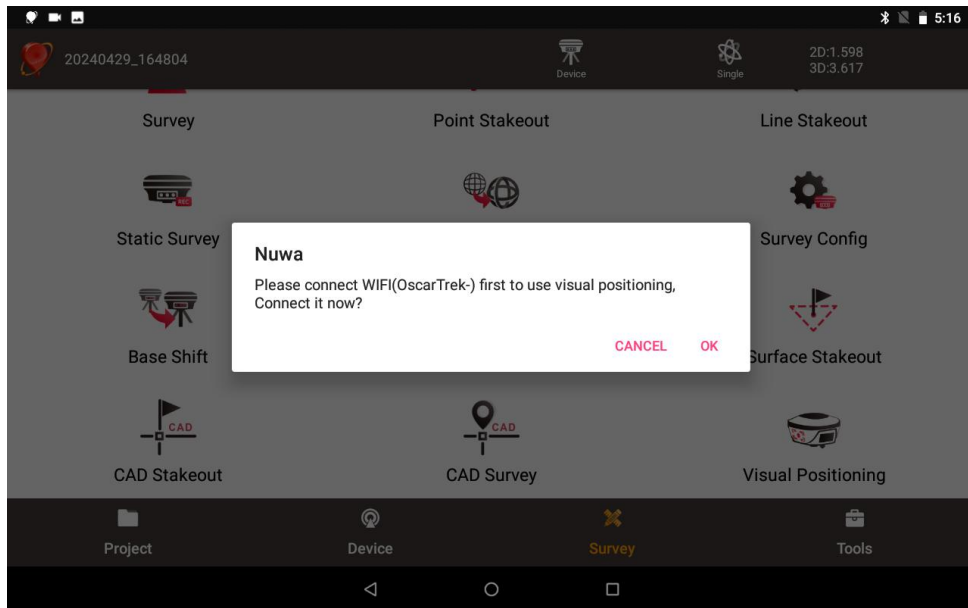 5:16
20240429_164804
Device
Single
2D:1.598
3D:3.617
Survey
Point Stakeout
Line Stakeout
REC
Static Survey
Survey Config
Nuwa
Please connect WIFI(OscarTrek-) first to use visual positioning,
Connect it now?
CANCEL
OK
Base Shift
Surface Stakeout
CAD
CAD
CAD Stakeout
CAD Survey
Visual Positioning
Project
Device
Survey
Tools